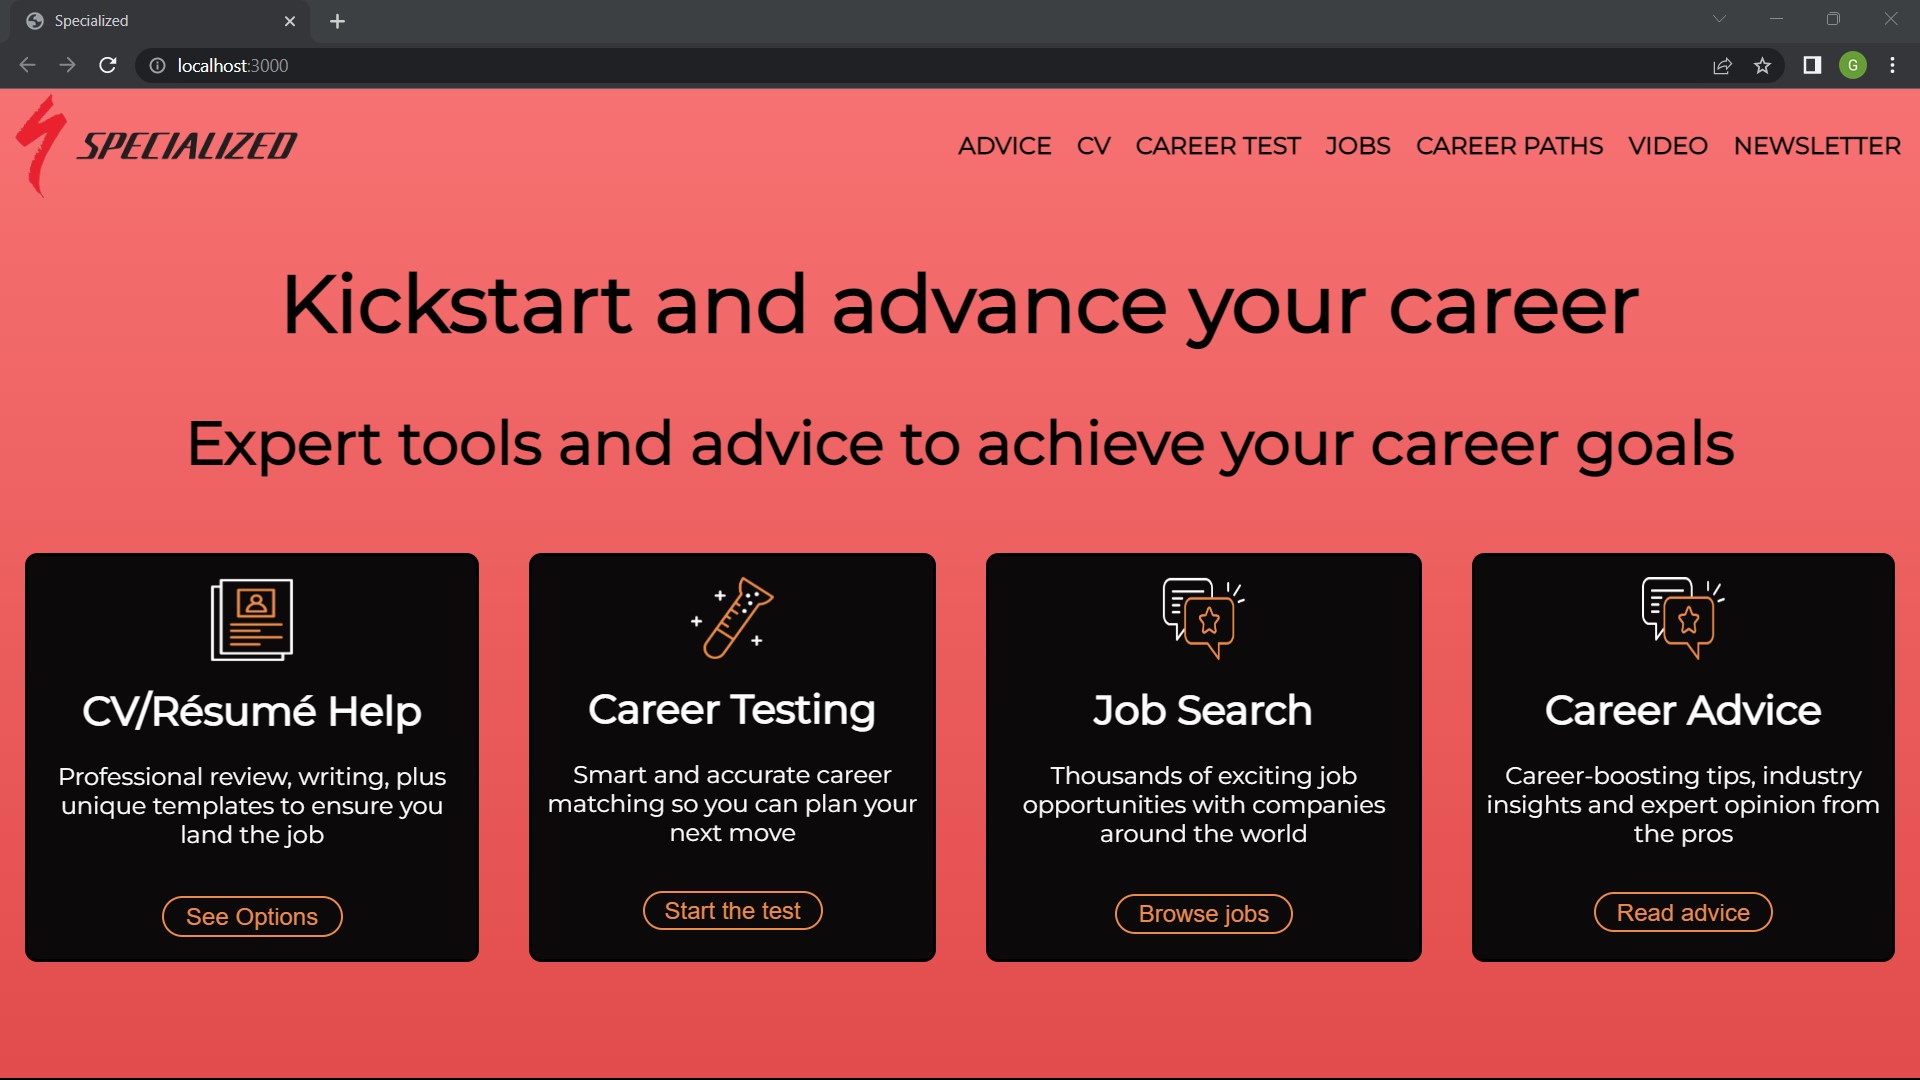 Specialized
localhost:3000
G
SPECIALIZED
ADVICE CV CAREER TEST JOBS CAREER PATHS VIDEO NEWSLETTER
Kickstart and advance your career
Expert tools and advice to achieve your career goals
CV/Résumé Help
Professional review, writing, plus
unique templates to ensure you
land the job
See Options
Career Testing
Smart and accurate career
matching so you can plan your
next move
Start the test
Job Search
Thousands of exciting job
opportunities with companies
around the world
Browse jobs
Career Advice
Career-boosting tips, industry
insights and expert opinion from
the pros
Read advice